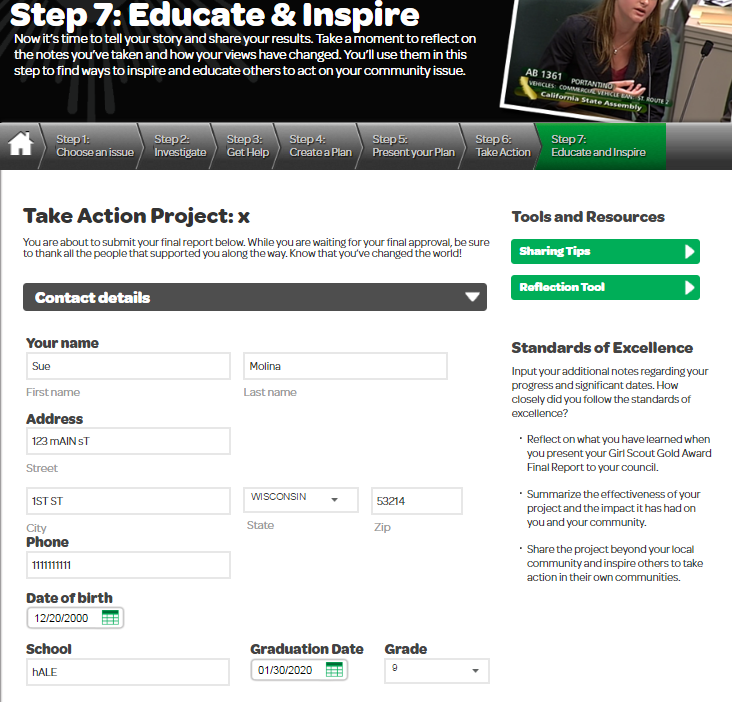 Step 7: Educate & Inspire
Now it's time to tell your story and share your results. Take a moment to reflect on
the notes you've taken and how your views have changed. You'll use them in this
step to find ways to inspire and educate others to act on your community issue.
AB 1361 PORTANTINO
VEHICLES: COMMERCIAL VEHICLE BAN: ST. ROUTE 2
California State Assembly
Step 1:
Choose an issue
Step 2:
Investigate
Step 3:
Get Help
Step 4:
Create a Plan
Step 5:
Present your Plan
Step 6:
Take Action
Step 7:
Educate and Inspire
Take Action Project: x
You are about to submit your final report below. While you are waiting for your final approval, be sure
to thank all the people that supported you along the way. Know that you've changed the world!
Contact details
Your name
Sue Molina
First name Last name
Address
123 mAIN sT
Street
1ST ST WISCONSIN 53214
City State Zip
Phone
1111111111
Date of birth
12/20/2000
School Graduation Date Grade
hALE 01/30/2020 9
Tools and Resources
Sharing Tips
Reflection Tool
Standards of Excellence
Input your additional notes regarding your
progress and significant dates. How
closely did you follow the standards of
excellence?
· Reflect on what you have learned when
you present your Girl Scout Gold Award
Final Report to your council.
· Summarize the effectiveness of your
project and the impact it has had on
you and your community.
· Share the project beyond your local
community and inspire others to take
action in their own communities.